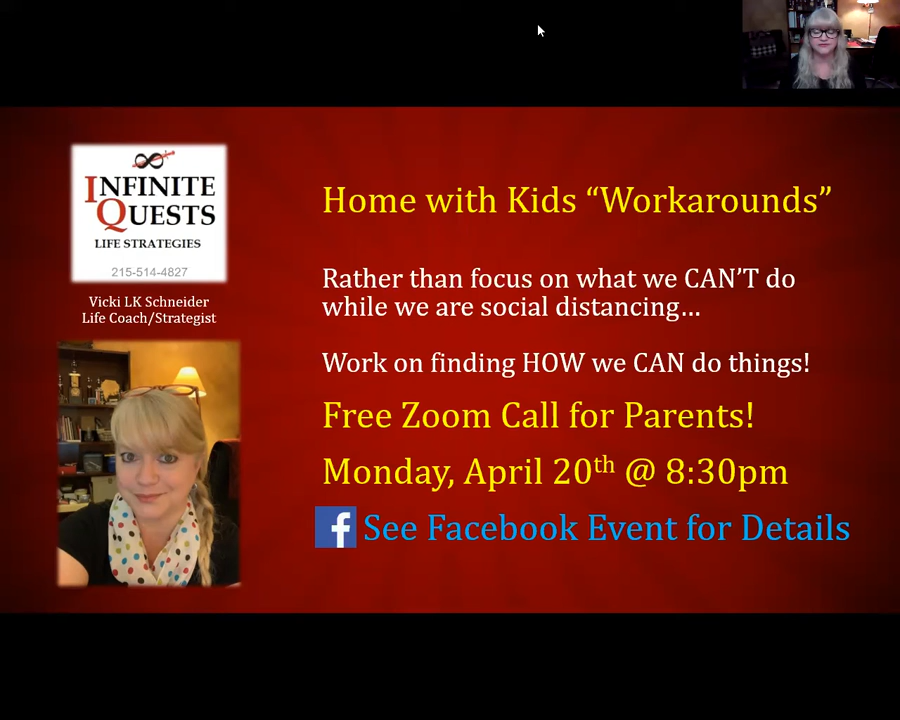 INFINITE
QUESTS
LIFE STRATEGIES
215-514-4827
Vicki LK Schneider
Life Coach/Strategist
Home with Kids “Workarounds”
Rather than focus on what we CAN’T do
while we are social distancing…
Work on finding HOW we CAN do things!
Free Zoom Call for Parents!
Monday, April 20th @ 8:30pm
f See Facebook Event for Details